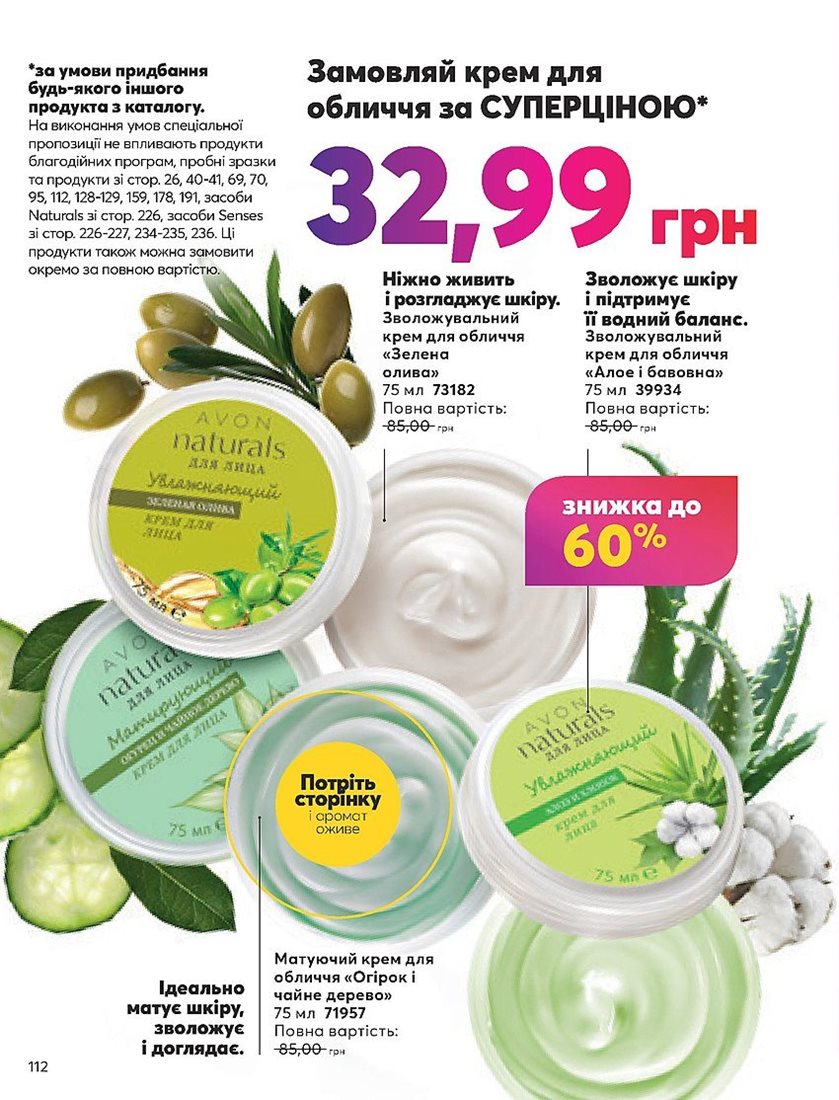 *за умови придбання
будь-якого іншого
продукта з каталогу.
На виконання умов спеціальної
пропозиції не впливають продукти
благодійних програм, пробні зразки
та продукти зі стор. 26, 40-41, 69, 70,
95, 112, 128-129, 159, 178, 191, засоби
Naturals зі стор. 226, засоби Senses
зі стор. 226-227, 234-235, 236. Ці
продукти також можна замовити
окремо за повною вартістю.
Замовляй крем для
обличчя за СУПЕРЦІНОЮ*
32,99 грн
Ніжно живить
і розгладжує шкіру.
Зволожувальний
крем для обличчя
«Зелена
олива»
75 мл 73182
Повна вартість:
85,00 грн
Зволожує шкіру
і підтримує
її водний баланс.
Зволожувальний
крем для обличчя
«Алое і бавовна»
75 мл 39934
Повна вартість:
85,00 грн
знижка до
60%
AVON
naturals
ДЛЯ ЛИЦА
Увлажняющий
ЗЕЛЕНАЯ ОЛИВА
КРЕМ ДЛЯ
ЛИЦА
75 мл Є
AVON
naturals
ДЛЯ ЛИЦА
Матирующий
ОГУРЕЦ И ЧАЙНОЕ ДЕРЕВО
КРЕМ ДЛЯ ЛИЦА
75 мл Є
AVON
naturals
ДЛЯ ЛИЦА
Увлажняющий
АЛОЭ И ХЛОПОК
крем для
лица
75 мл Є
Потріть
сторінку
і аромат
оживе
Ідеально
матує шкіру,
зволожує
і доглядає.
Матуючий крем для
обличчя «Огірок і
чайне дерево»
75 мл 71957
Повна вартість:
85,00 грн
112